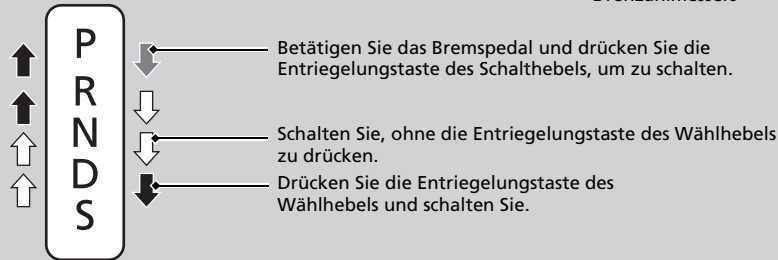 P
R
N
D
S
Betätigen Sie das Bremspedal und drücken Sie die
Entriegelungstaste des Schalthebels, um zu schalten.
Schalten Sie, ohne die Entriegelungstaste des Wählhebels
zu drücken.
Drücken Sie die Entriegelungstaste des
Wählhebels und schalten Sie.